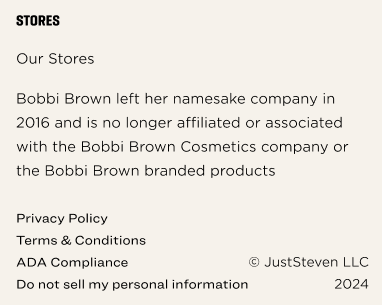 STORES
Our Stores
Bobbi Brown left her namesake company in
2016 and is no longer affiliated or associated
with the Bobbi Brown Cosmetics company or
the Bobbi Brown branded products
Privacy Policy
Terms & Conditions
ADA Compliance
Do not sell my personal information
© JustSteven LLC
2024